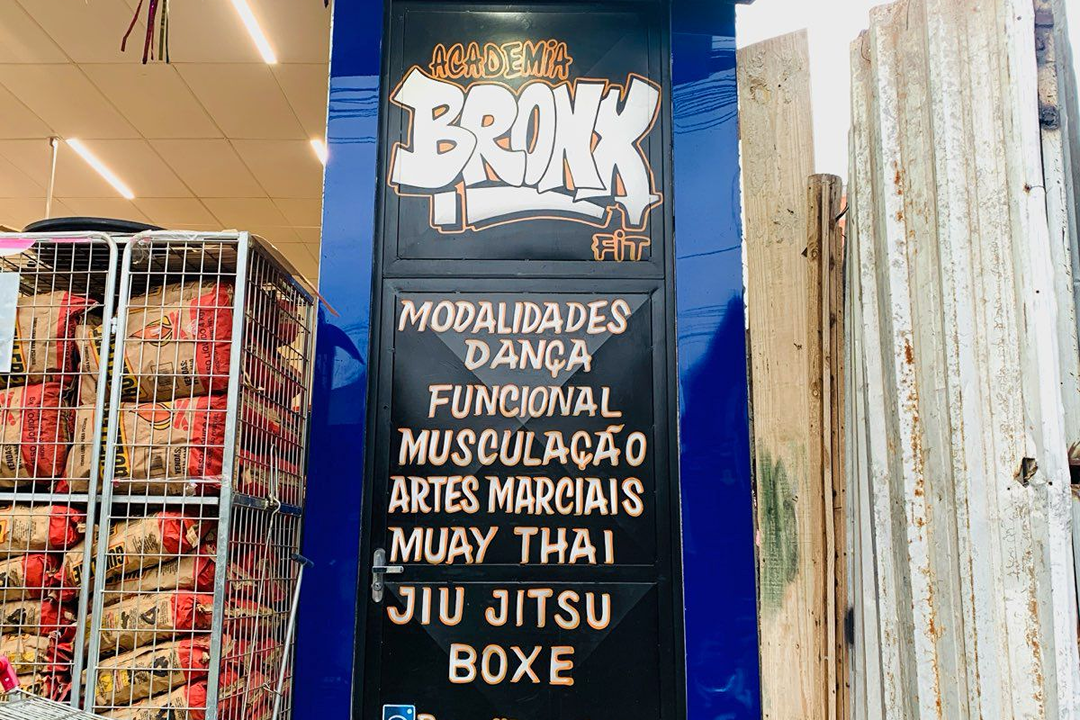 ACADEMIA
BRONX
FIT
MODALIDADES
DANÇA
FUNCIONAL
MUSCULAÇÃO
ARTES MARCIAIS
MUAY THAI
JIU JITSU
BOXE